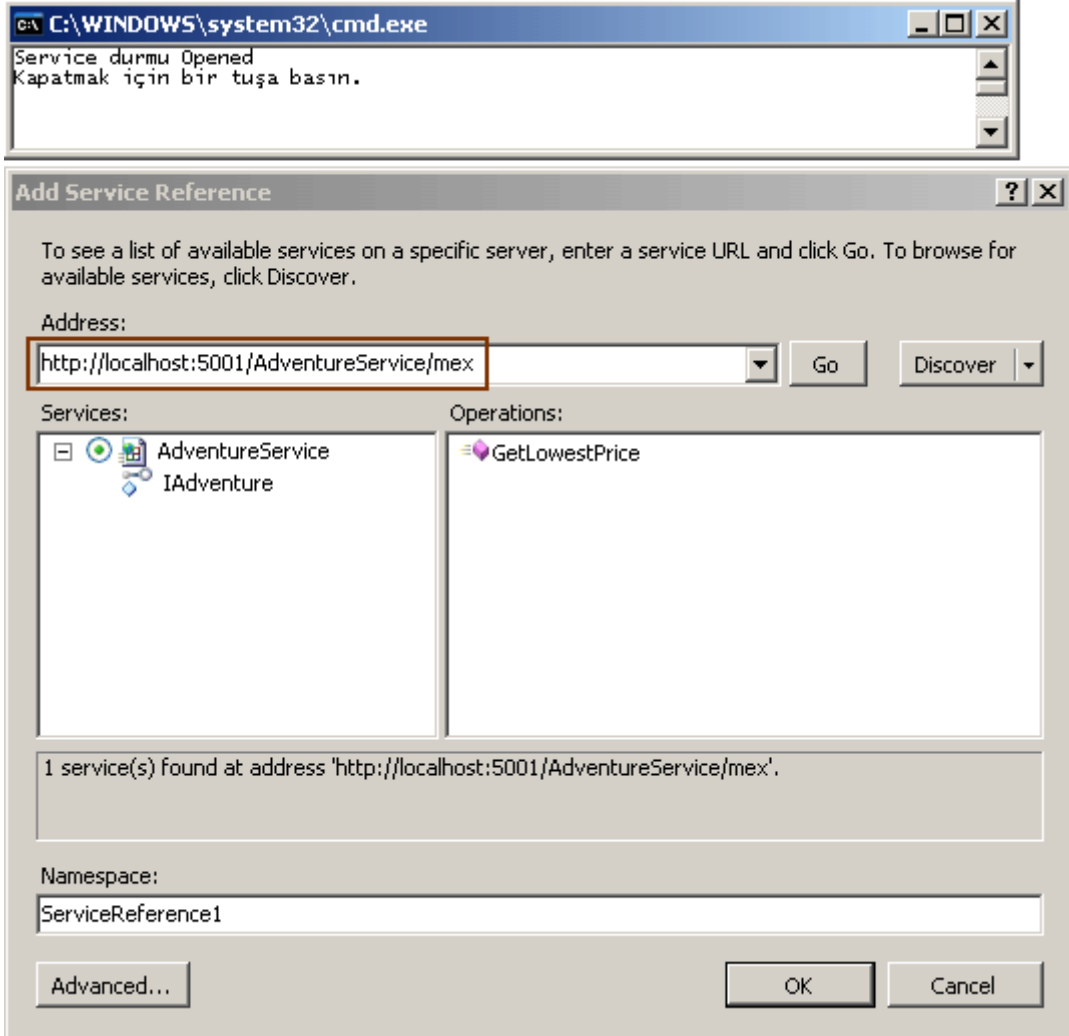 C:\WINDOWS\system32\cmd.exe
Service durmu Opened
Kapatmak için bir tuşa basın.
Add Service Reference
To see a list of available services on a specific server, enter a service URL and click Go. To browse for
available services, click Discover.
Address:
http://localhost:5001/AdventureService/mex
Go
Discover
Services:
Operations:
AdventureService
GetLowestPrice
IAdventure
1 service(s) found at address 'http://localhost:5001/AdventureService/mex'.
Namespace:
ServiceReference1
Advanced...
OK
Cancel